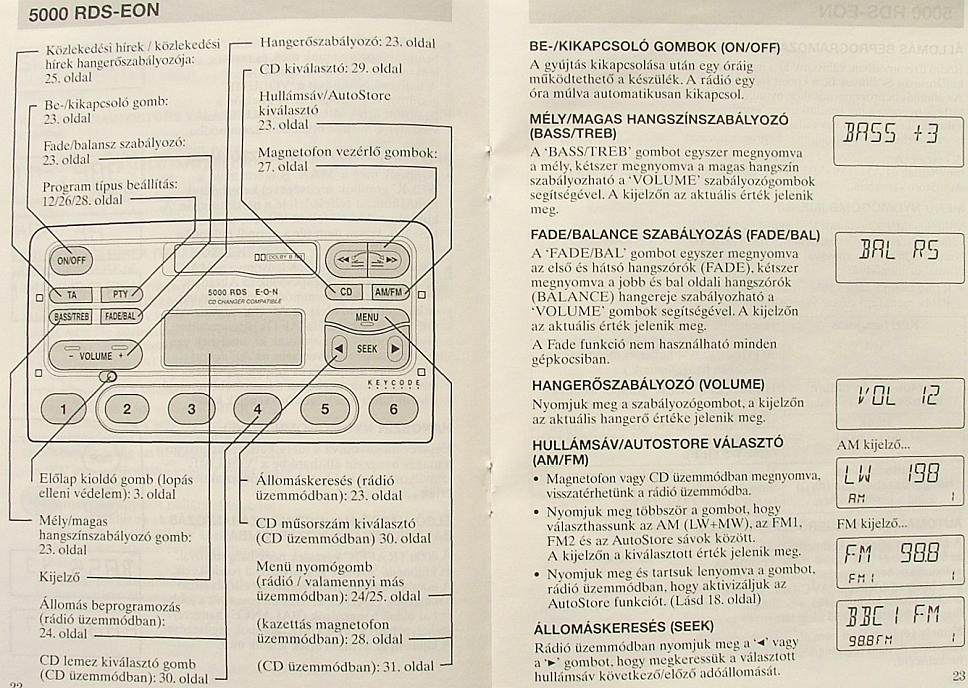 5000 RDS-EON
Közlekedési hírek / közlekedési
hírek hangerőszabályozója:
25. oldal
Be-/kikapcsoló gomb:
23. oldal
Fade/balansz szabályozó:
23. oldal
Program típus beállítás:
12/26/28. oldal
Hangerőszabályozó: 23. oldal
CD kiválasztó: 29. oldal
Hullámsáv/AutoStore
kiválasztó
23. oldal
Magnetofon vezérlő gombok:
27. oldal
ON/OFF
DOLBY B NR
TA
PTY
5000 RDS E·O·N
CD CHANGER COMPATIBLE
CD
AM/FM
BASS/TREB
FADE/BAL
MENU
- VOLUME +
SEEK
KEYCODE
1
2
3
4
5
6
Előlap kioldó gomb (lopás
elleni védelem): 3. oldal
Mély/magas
hangszínszabályozó gomb:
23. oldal
Kijelző
Állomás beprogramozás
(rádió üzemmódban):
24. oldal
CD lemez kiválasztó gomb
(CD üzemmódban): 30. oldal
Állomáskeresés (rádió
üzemmódban): 23. oldal
CD műsorszám kiválasztó
(CD üzemmódban) 30. oldal
Menü nyomógomb
(rádió / valamennyi más
üzemmódban): 24/25. oldal
(kazettás magnetofon
üzemmódban): 28. oldal
(CD üzemmódban): 31. oldal
BE-/KIKAPCSOLÓ GOMBOK (ON/OFF)
A gyújtás kikapcsolása után egy óráig
működtethető a készülék. A rádió egy
óra múlva automatikusan kikapcsol.
MÉLY/MAGAS HANGSZÍNSZABÁLYOZÓ
(BASS/TREB)
A 'BASS/TREB' gombot egyszer megnyomva
a mély, kétszer megnyomva a magas hangszín
szabályozható a 'VOLUME' szabályozógombok
segítségével. A kijelzőn az aktuális érték jelenik
meg.
BASS +3
FADE/BALANCE SZABÁLYOZÁS (FADE/BAL)
A 'FADE/BAL' gombot egyszer megnyomva
az első és hátsó hangszórók (FADE), kétszer
megnyomva a jobb és bal oldali hangszórók
(BALANCE) hangereje szabályozható a
'VOLUME' gombok segítségével. A kijelzőn
az aktuális érték jelenik meg.
A Fade funkció nem használható minden
gépkocsiban.
BAL R5
HANGERŐSZABÁLYOZÓ (VOLUME)
Nyomjuk meg a szabályozógombot, a kijelzőn
az aktuális hangerő értéke jelenik meg.
VOL 12
HULLÁMSÁV/AUTOSTORE VÁLASZTÓ
(AM/FM)
• Magnetofon vagy CD üzemmódban megnyomva,
visszatérhetünk a rádió üzemmódba.
• Nyomjuk meg többször a gombot, hogy
választhassunk az AM (LW+MW), az FM1,
FM2 és az AutoStore sávok között.
A kijelzőn a kiválasztott érték jelenik meg.
• Nyomjuk meg és tartsuk lenyomva a gombot,
rádió üzemmódban, hogy aktivizáljuk az
AutoStore funkciót. (Lásd 18. oldal)
AM kijelző...
LW 198
AM 1
FM kijelző...
FM 98.8
FM 1 1
BBC 1 FM
98.8FM 1
ÁLLOMÁSKERESÉS (SEEK)
Rádió üzemmódban nyomjuk meg a '◄' vagy
a '►' gombot, hogy megkeressük a választott
hullámsáv következő/előző adóállomását.
23